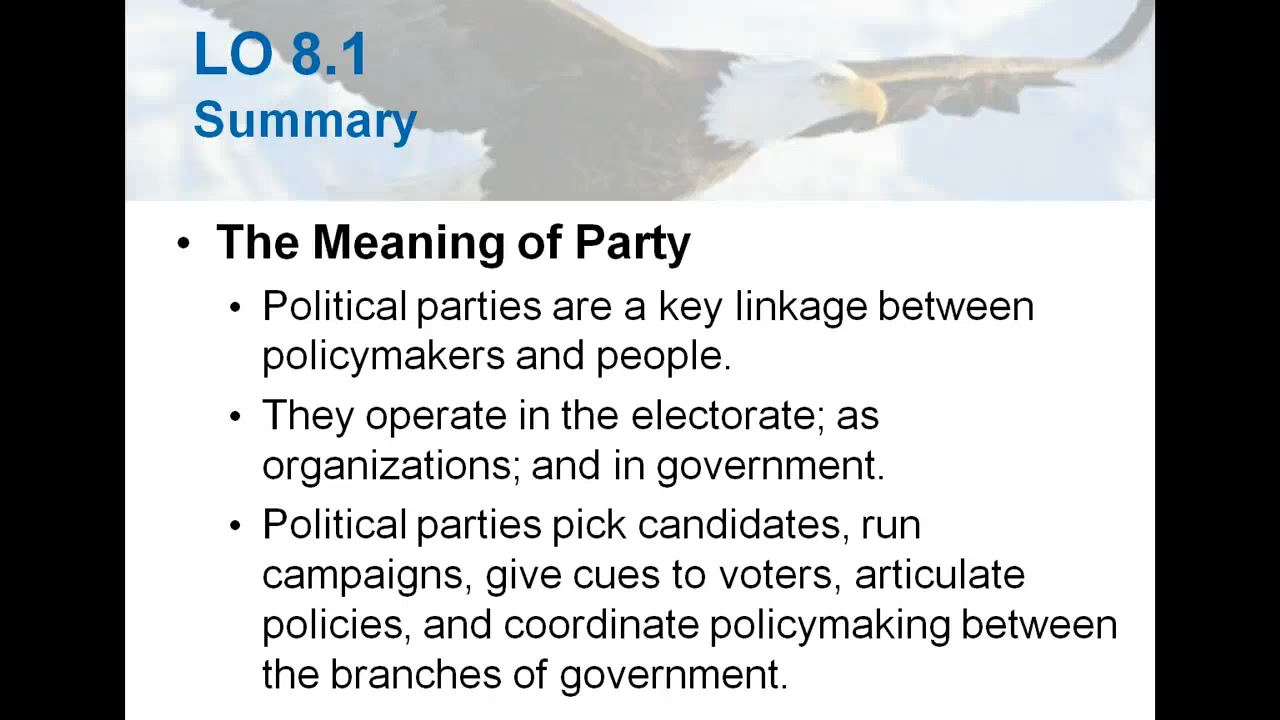 LO 8.1
Summary
• The Meaning of Party
• Political parties are a key linkage between
policymakers and people.
• They operate in the electorate; as
organizations; and in government.
• Political parties pick candidates, run
campaigns, give cues to voters, articulate
policies, and coordinate policymaking between
the branches of government.